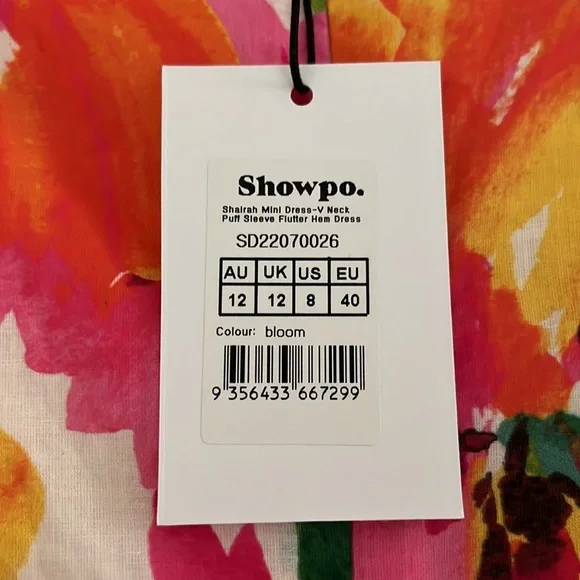 Showpo.
Shairah Mini Dress-V Neck
Puff Sleeve Flutter Hem Dress
SD22070026
AU UK US EU
12 12 8 40
Colour: bloom
9 356433 667299